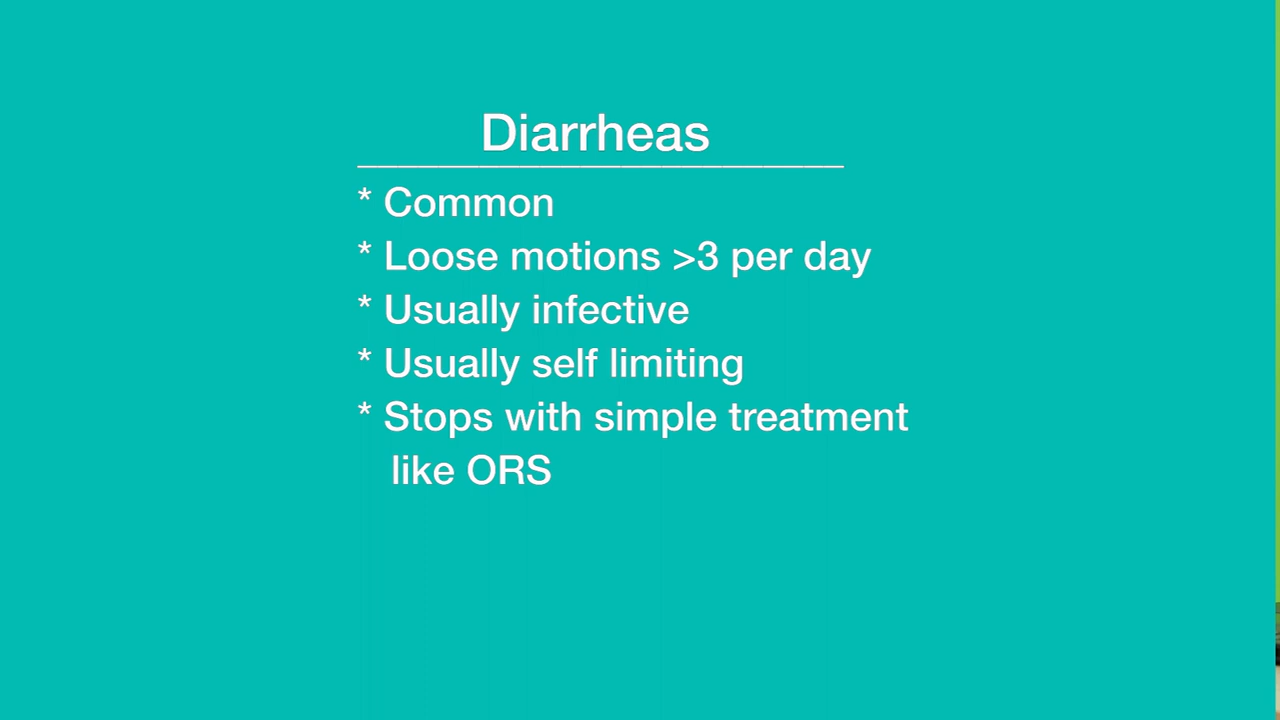 Diarrheas
* Common
* Loose motions >3 per day
* Usually infective
* Usually self limiting
* Stops with simple treatment
like ORS